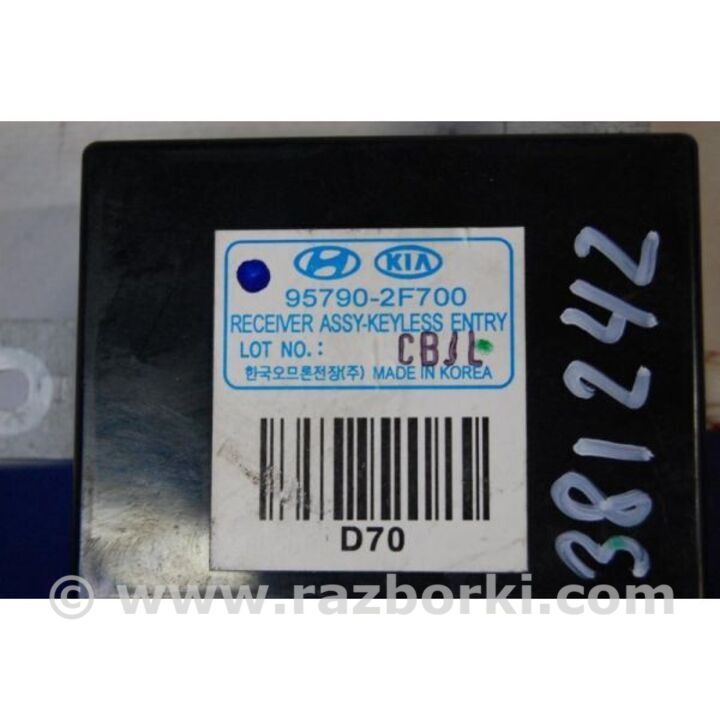 KIA
95790-2F700
RECEIVER ASSY-KEYLESS ENTRY
LOT NO.: CBJL
한국오므론전장(주) MADE IN KOREA
D70
381242
© www.razborki.com